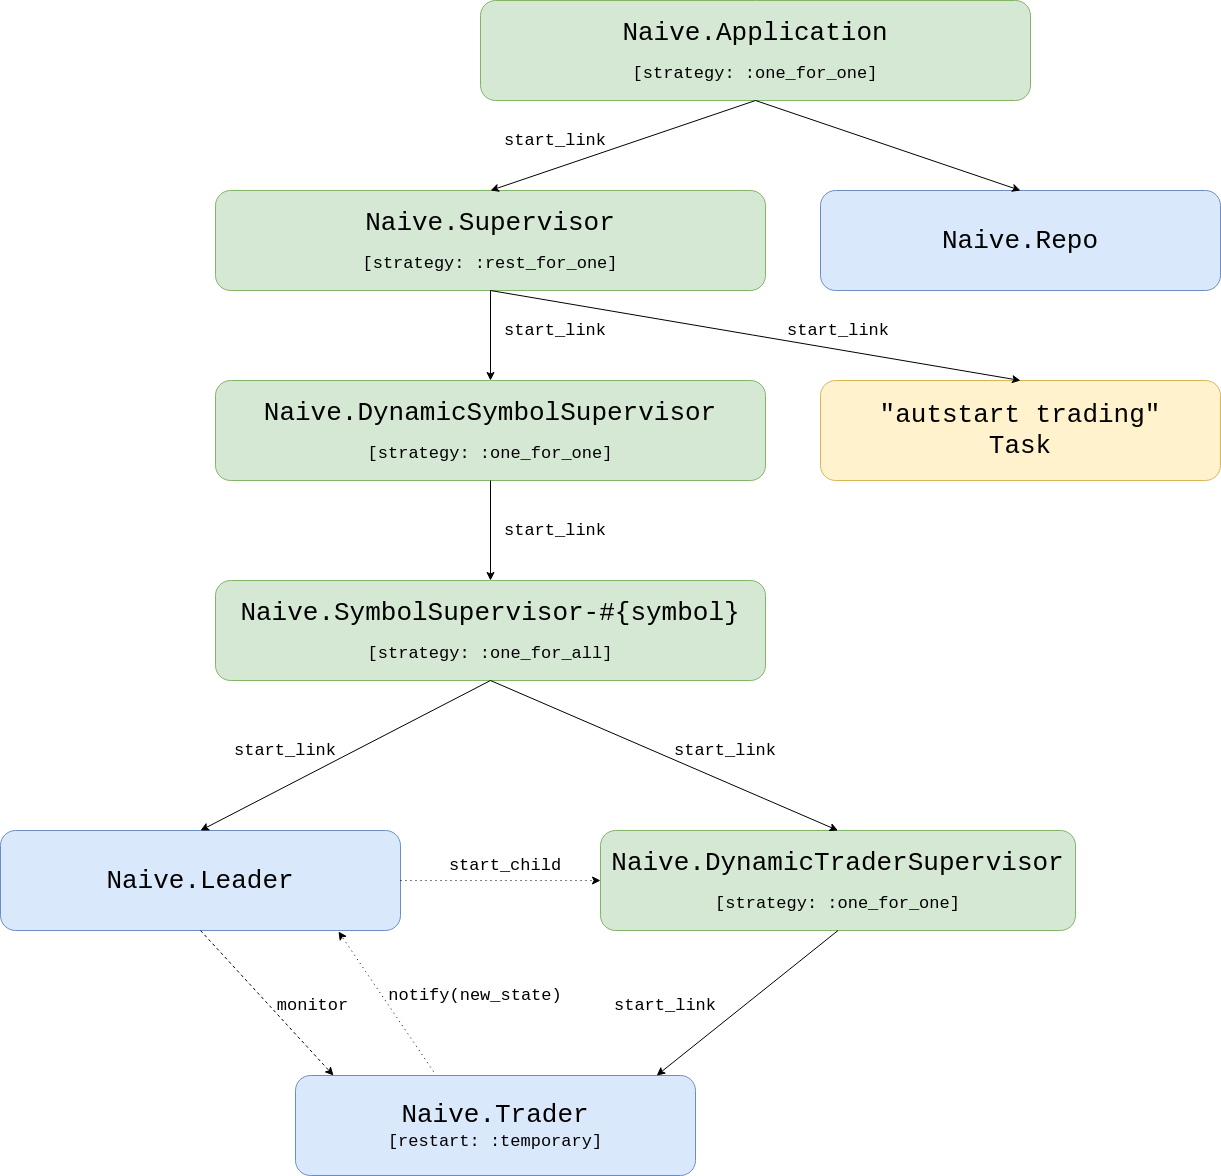 Naive.Application
[strategy: :one_for_one]
start_link
Naive.Supervisor
[strategy: :rest_for_one]
Naive.Repo
start_link
start_link
Naive.DynamicSymbolSupervisor
[strategy: :one_for_one]
"autstart trading"
Task
start_link
Naive.SymbolSupervisor-#{symbol}
[strategy: :one_for_all]
start_link
start_link
Naive.Leader
start_child
Naive.DynamicTraderSupervisor
[strategy: :one_for_one]
monitor
notify(new_state)
start_link
Naive.Trader
[restart: :temporary]